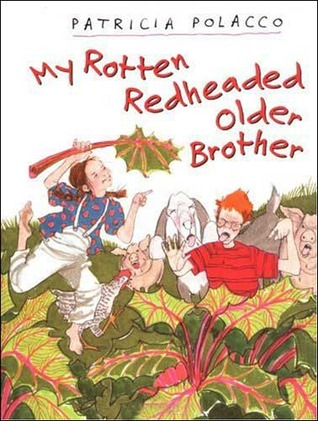 PATRICIA POLACCO
My Rotten
Redheaded
Older
Brother